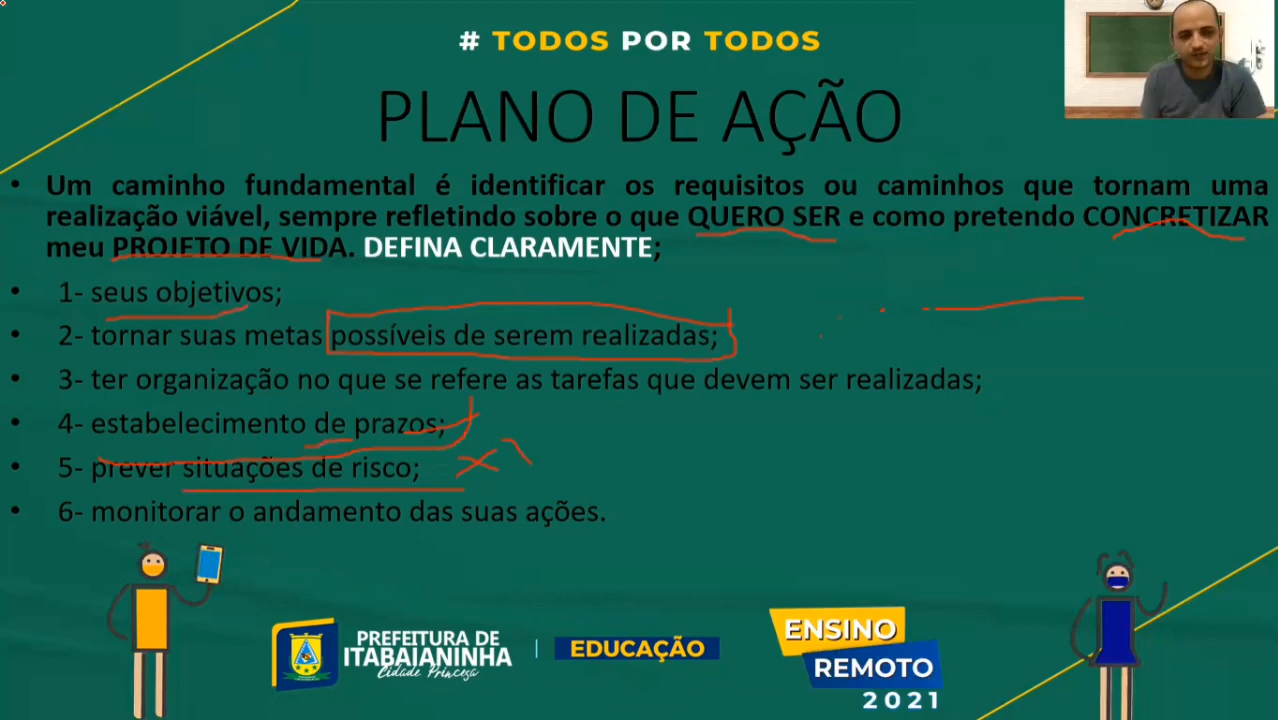 # TODOS POR TODOS
PLANO DE AÇÃO
• Um caminho fundamental é identificar os requisitos ou caminhos que tornam uma
realização viável, sempre refletindo sobre o que QUERO SER e como pretendo CONCRETIZAR
meu PROJETO DE VIDA. DEFINA CLARAMENTE;
• 1- seus objetivos;
• 2- tornar suas metas possíveis de serem realizadas;
• 3- ter organização no que se refere as tarefas que devem ser realizadas;
• 4- estabelecimento de prazos;
• 5- prever situações de risco;
• 6- monitorar o andamento das suas ações.
PREFEITURA DE
ITABAIANINHA
Cidade Princesa
EDUCAÇÃO
ENSINO
REMOTO
2021